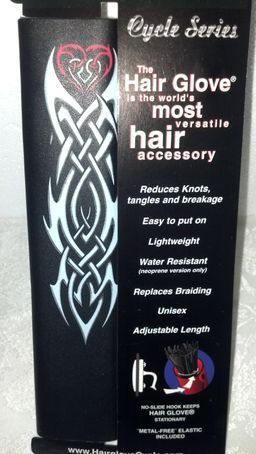 Cycle Series
The
Hair Glove®
is the world's
most
versatile
hair
accessory
Reduces Knots,
tangles and breakage
Easy to put on
Lightweight
Water Resistant
(neoprene version only)
Replaces Braiding
Unisex
Adjustable Length
NO-SLIDE HOOK KEEPS
HAIR GLOVE®
STATIONARY
"METAL-FREE" ELASTIC
INCLUDED